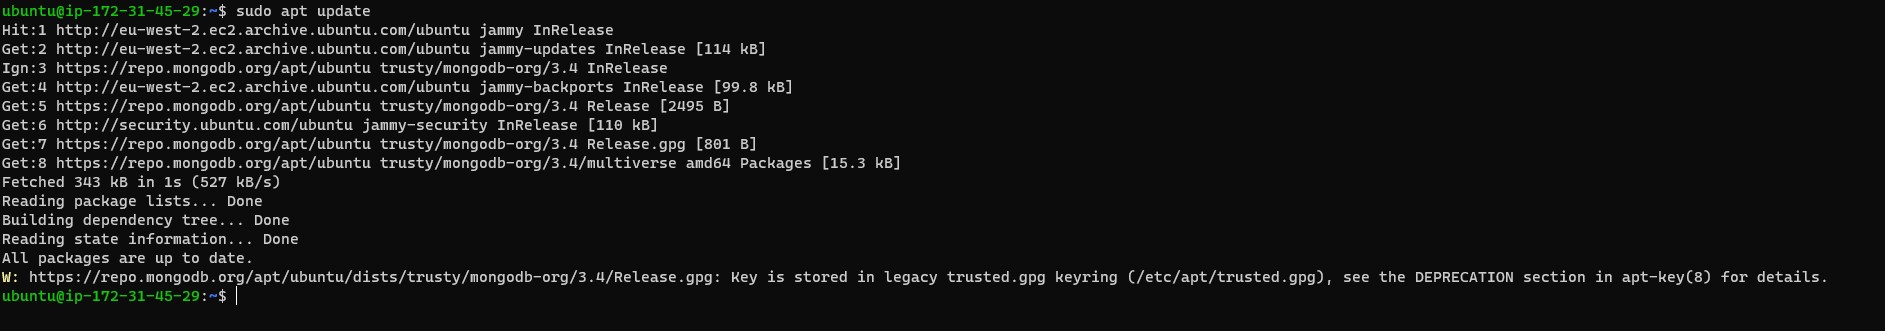 ubuntu@ip-172-31-45-29:~$ sudo apt update
Hit:1 http://eu-west-2.ec2.archive.ubuntu.com/ubuntu jammy InRelease
Get:2 http://eu-west-2.ec2.archive.ubuntu.com/ubuntu jammy-updates InRelease [114 kB]
Ign:3 https://repo.mongodb.org/apt/ubuntu trusty/mongodb-org/3.4 InRelease
Get:4 http://eu-west-2.ec2.archive.ubuntu.com/ubuntu jammy-backports InRelease [99.8 kB]
Get:5 https://repo.mongodb.org/apt/ubuntu trusty/mongodb-org/3.4 Release [2495 B]
Get:6 http://security.ubuntu.com/ubuntu jammy-security InRelease [110 kB]
Get:7 https://repo.mongodb.org/apt/ubuntu trusty/mongodb-org/3.4 Release.gpg [801 B]
Get:8 https://repo.mongodb.org/apt/ubuntu trusty/mongodb-org/3.4/multiverse amd64 Packages [15.3 kB]
Fetched 343 kB in 1s (527 kB/s)
Reading package lists... Done
Building dependency tree... Done
Reading state information... Done
All packages are up to date.
W: https://repo.mongodb.org/apt/ubuntu/dists/trusty/mongodb-org/3.4/Release.gpg: Key is stored in legacy trusted.gpg keyring (/etc/apt/trusted.gpg), see the DEPRECATION section in apt-key(8) for details.
ubuntu@ip-172-31-45-29:~$